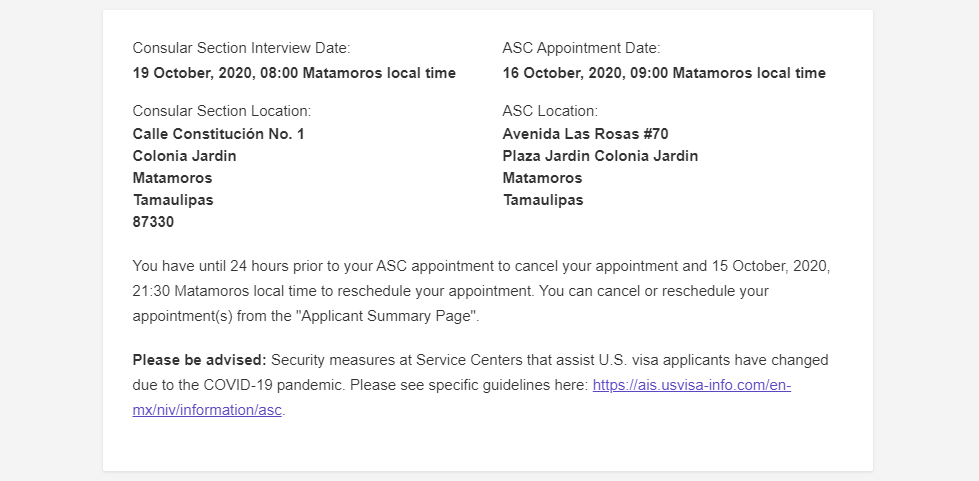 Consular Section Interview Date:
19 October, 2020, 08:00 Matamoros local time
Consular Section Location:
Calle Constitución No. 1
Colonia Jardin
Matamoros
Tamaulipas
87330
ASC Appointment Date:
16 October, 2020, 09:00 Matamoros local time
ASC Location:
Avenida Las Rosas #70
Plaza Jardin Colonia Jardin
Matamoros
Tamaulipas
You have until 24 hours prior to your ASC appointment to cancel your appointment and 15 October, 2020,
21:30 Matamoros local time to reschedule your appointment. You can cancel or reschedule your
appointment(s) from the "Applicant Summary Page".
Please be advised: Security measures at Service Centers that assist U.S. visa applicants have changed
due to the COVID-19 pandemic. Please see specific guidelines here: https://ais.usvisa-info.com/en-
mx/niv/information/asc.